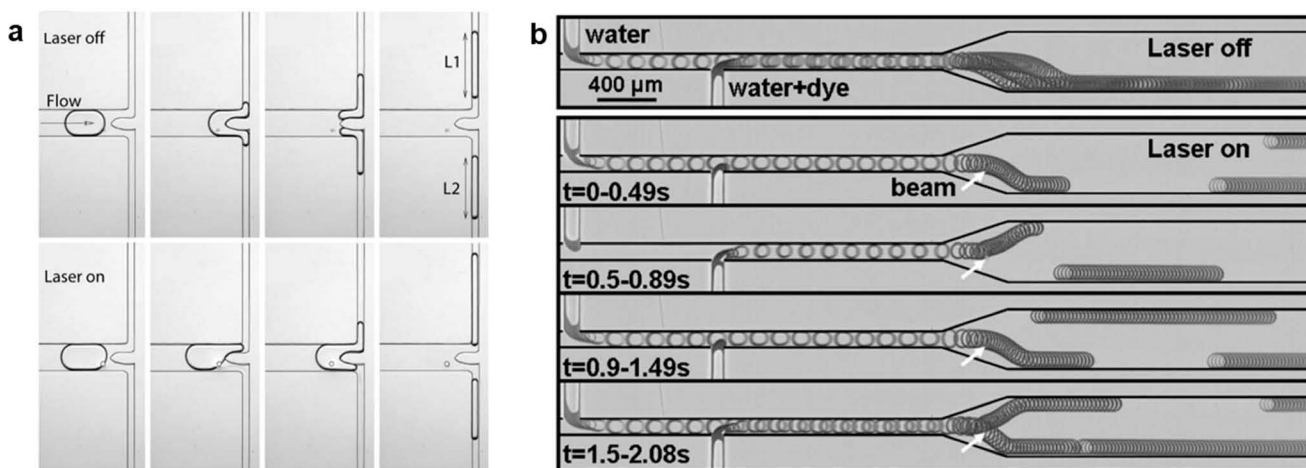 a
Laser off
L1
Flow
L2
Laser on
b
water
Laser off
400 µm
water+dye
Laser on
beam
t=0-0.49s
t=0.5-0.89s
t=0.9-1.49s
t=1.5-2.08s